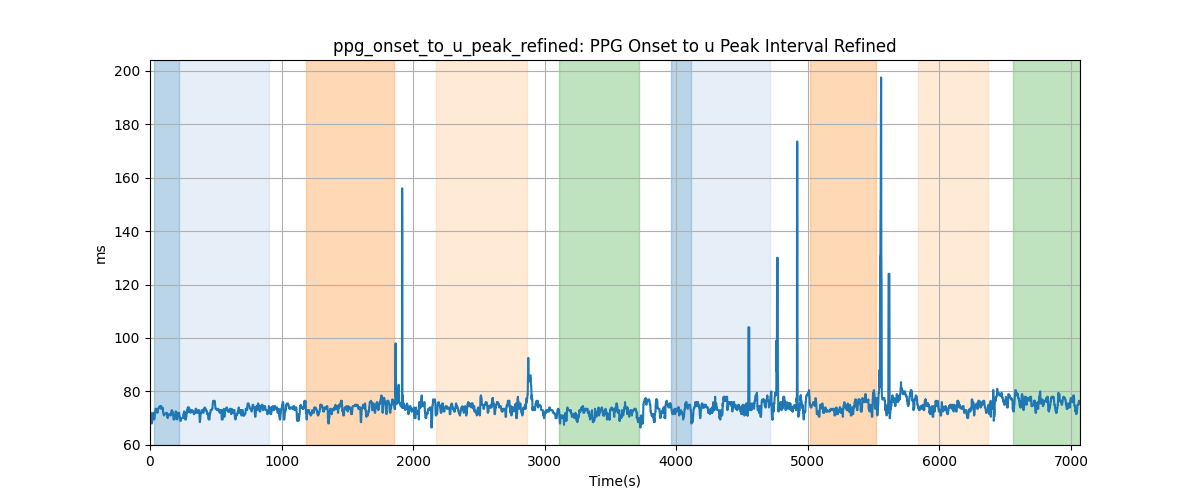 ppg_onset_to_u_peak_refined: PPG Onset to u Peak Interval Refined
200
180
160
140
120
100
80
60
ms
0 1000 2000 3000 4000 5000 6000 7000
Time(s)